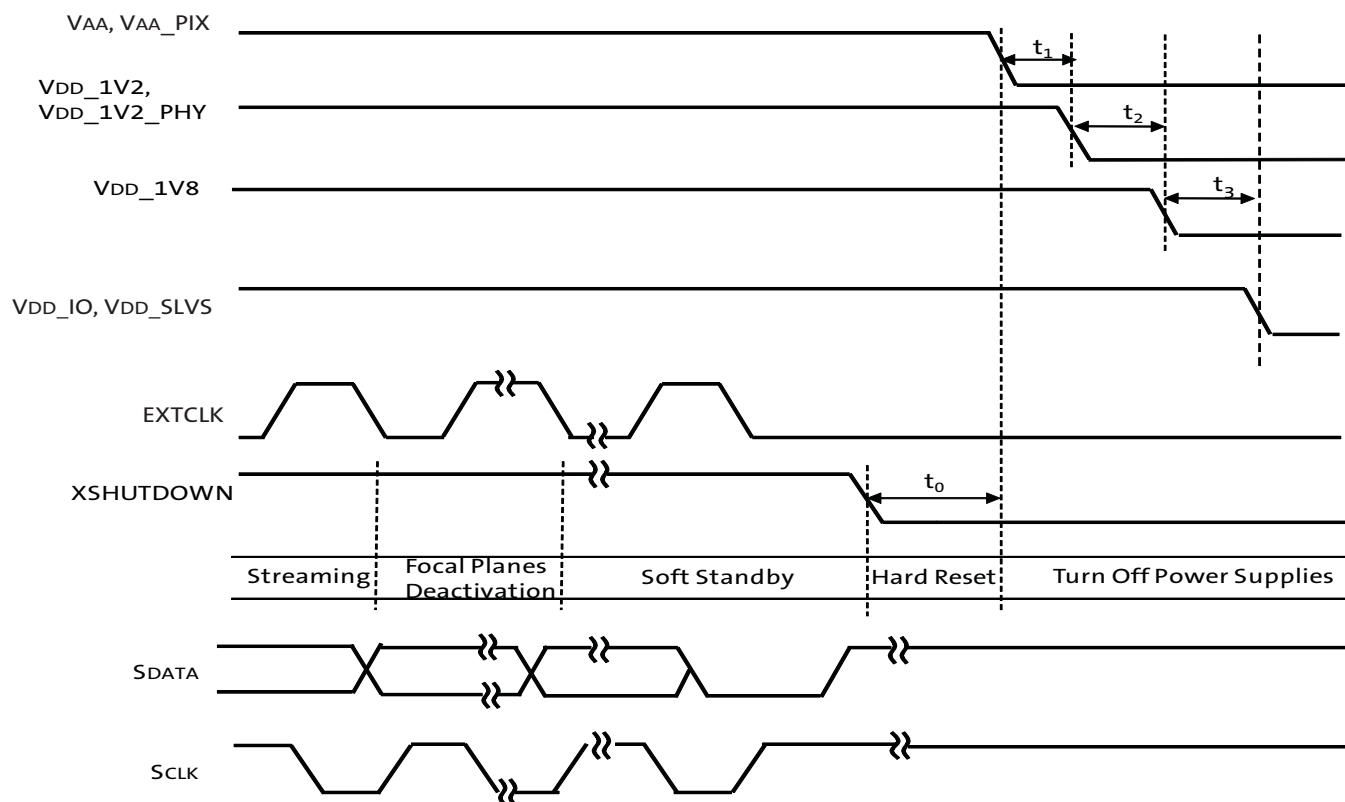 VAA, VAA_PIX
t1
VDD_1V2,
VDD_1V2_PHY
t2
VDD_1V8
t3
VDD_IO, VDD_SLVS
EXTCLK
XSHUTDOWN
t0
Streaming
Focal Planes
Deactivation
Soft Standby
Hard Reset
Turn Off Power Supplies
SDATA
SCLK